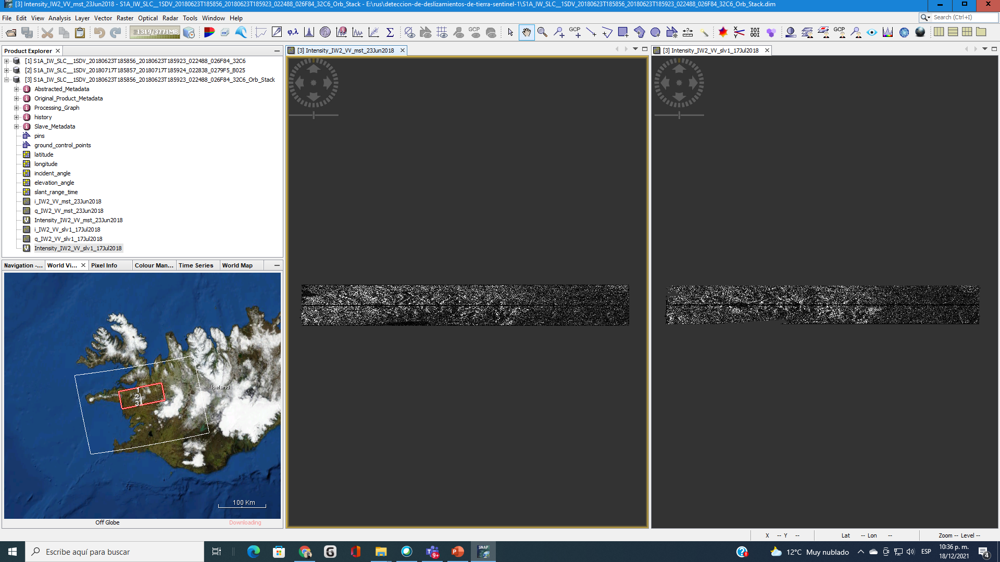 [3] Intensity_IW2_VV_mst_23Jun2018 - S1A_IW_SLC__1SDV_20180623T185856_20180623T185923_022488_026F84_32C6_Orb_Stack - E:\rus\deteccion-de-deslizamientos-de-tierra-sentinel-1\S1A_IW_SLC__1SDV_20180623T185856_20180623T185923_022488_026F84_32C6_Orb_Stack.dim
File Edit View Analysis Layer Vector Raster Optical Radar Tools Window Help
Search (Ctrl+I)
1319/3771MB
φ,λ
Σ
GCP
GCP
GCP
Product Explorer
[3] Intensity_IW2_VV_mst_23Jun2018
[3] Intensity_IW2_VV_slv1_17Jul2018
[1] S1A_IW_SLC__1SDV_20180623T185856_20180623T185923_022488_026F84_32C6
[2] S1A_IW_SLC__1SDV_20180717T185857_20180717T185924_022838_0279F5_B025
[3] S1A_IW_SLC__1SDV_20180623T185856_20180623T185923_022488_026F84_32C6_Orb_Stack
Abstracted_Metadata
Original_Product_Metadata
Processing_Graph
history
Slave_Metadata
pins
ground_control_points
latitude
longitude
incident_angle
elevation_angle
slant_range_time
i_IW2_VV_mst_23Jun2018
q_IW2_VV_mst_23Jun2018
Intensity_IW2_VV_mst_23Jun2018
i_IW2_VV_slv1_17Jul2018
q_IW2_VV_slv1_17Jul2018
Intensity_IW2_VV_slv1_17Jul2018
Navigation -... World Vi... Pixel Info Colour Man... Time Series World Map
Iceland
1
2
3
100 Km
Off Globe Downloading
X -- Y -- Lat -- Lon -- Zoom -- Level --
Escribe aquí para buscar
9+
SNAP
12°C Muy nublado
ESP
10:36 p. m.
18/12/2021
4